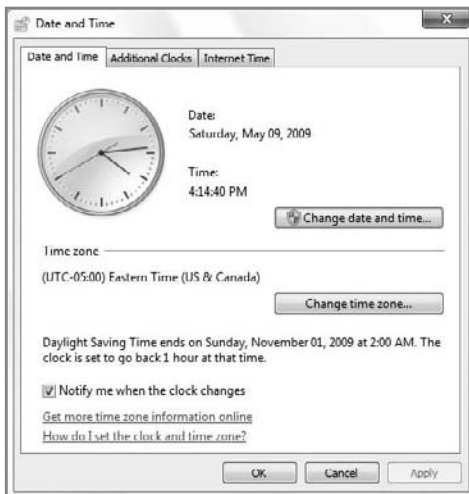 Date and Time
X
Date and Time
Additional Clocks
Internet Time
Date:
Saturday, May 09, 2009
Time:
4:14:40 PM
Change date and time...
Time zone
(UTC-05:00) Eastern Time (US & Canada)
Change time zone...
Daylight Saving Time ends on Sunday, November 01, 2009 at 2:00 AM. The
clock is set to go back 1 hour at that time.
Notify me when the clock changes
Get more time zone information online
How do I set the clock and time zone?
OK
Cancel
Apply